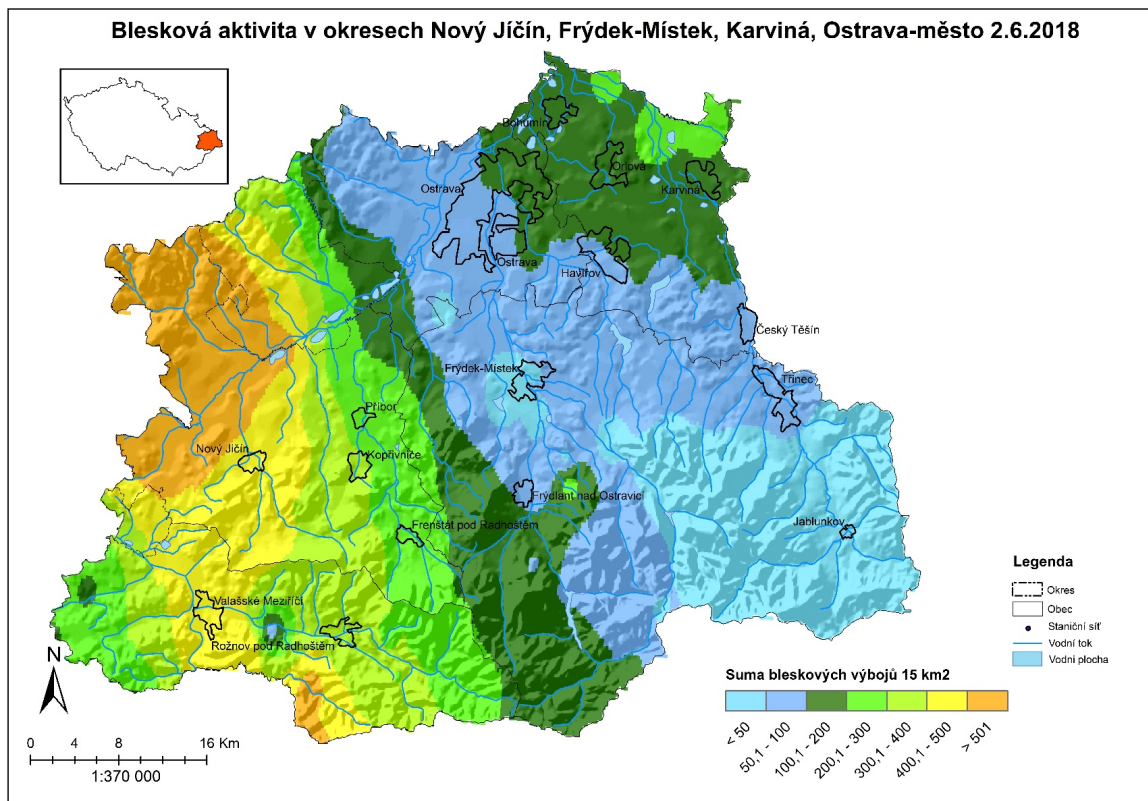 Blesková aktivita v okresech Nový Jíčín, Frýdek-Místek, Karviná, Ostrava-město 2.6.2018
Bohumín
Orlová
Ostrava
Karviná
Ostrava
Havířov
Český Těšín
Frýdek-Místek
Třinec
Příbor
Nový Jičín
Kopřivnice
Frýdlant nad Ostravicí
Frenštát pod Radhoštěm
Jablunkov
Valašské Meziříčí
Rožnov pod Radhoštěm
N
0 4 8 16 Km
1:370 000
Legenda
Okres
Obec
Staniční síť
Vodní tok
Vodní plocha
Suma bleskových výbojů 15 km2
< 50
50,1 - 100
100,1 - 200
200,1 - 300
300,1 - 400
400,1 - 500
> 501